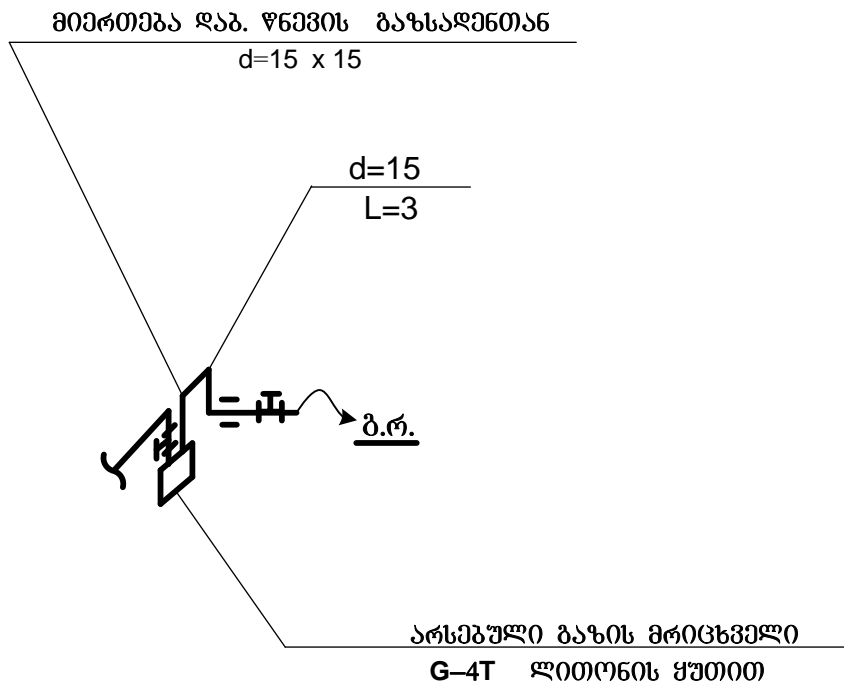 მიერთება დაბ. წნევის გაზსადენთან
d=15 x 15
d=15
L=3
გ.რ.
არსებული გაზის მრიცხველი
G–4T ლითონის ყუთით